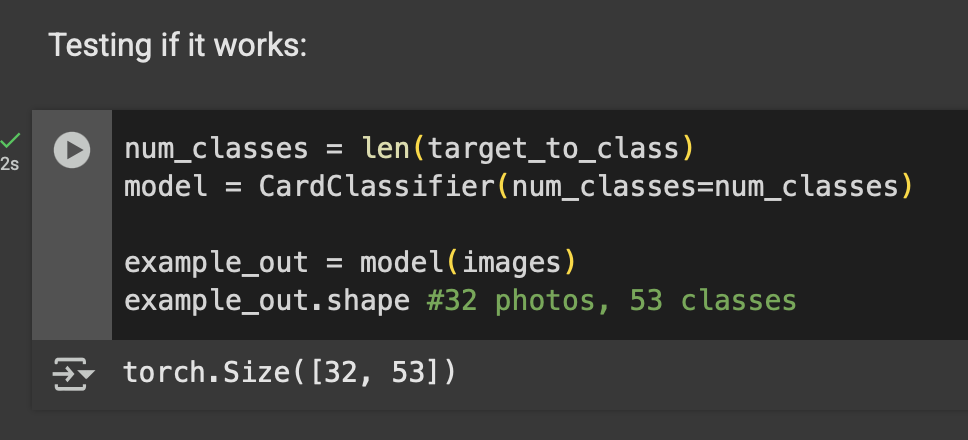 Testing if it works:
2s
num_classes = len(target_to_class)
model = CardClassifier(num_classes=num_classes)
example_out = model(images)
example_out.shape #32 photos, 53 classes
torch.Size([32, 53])